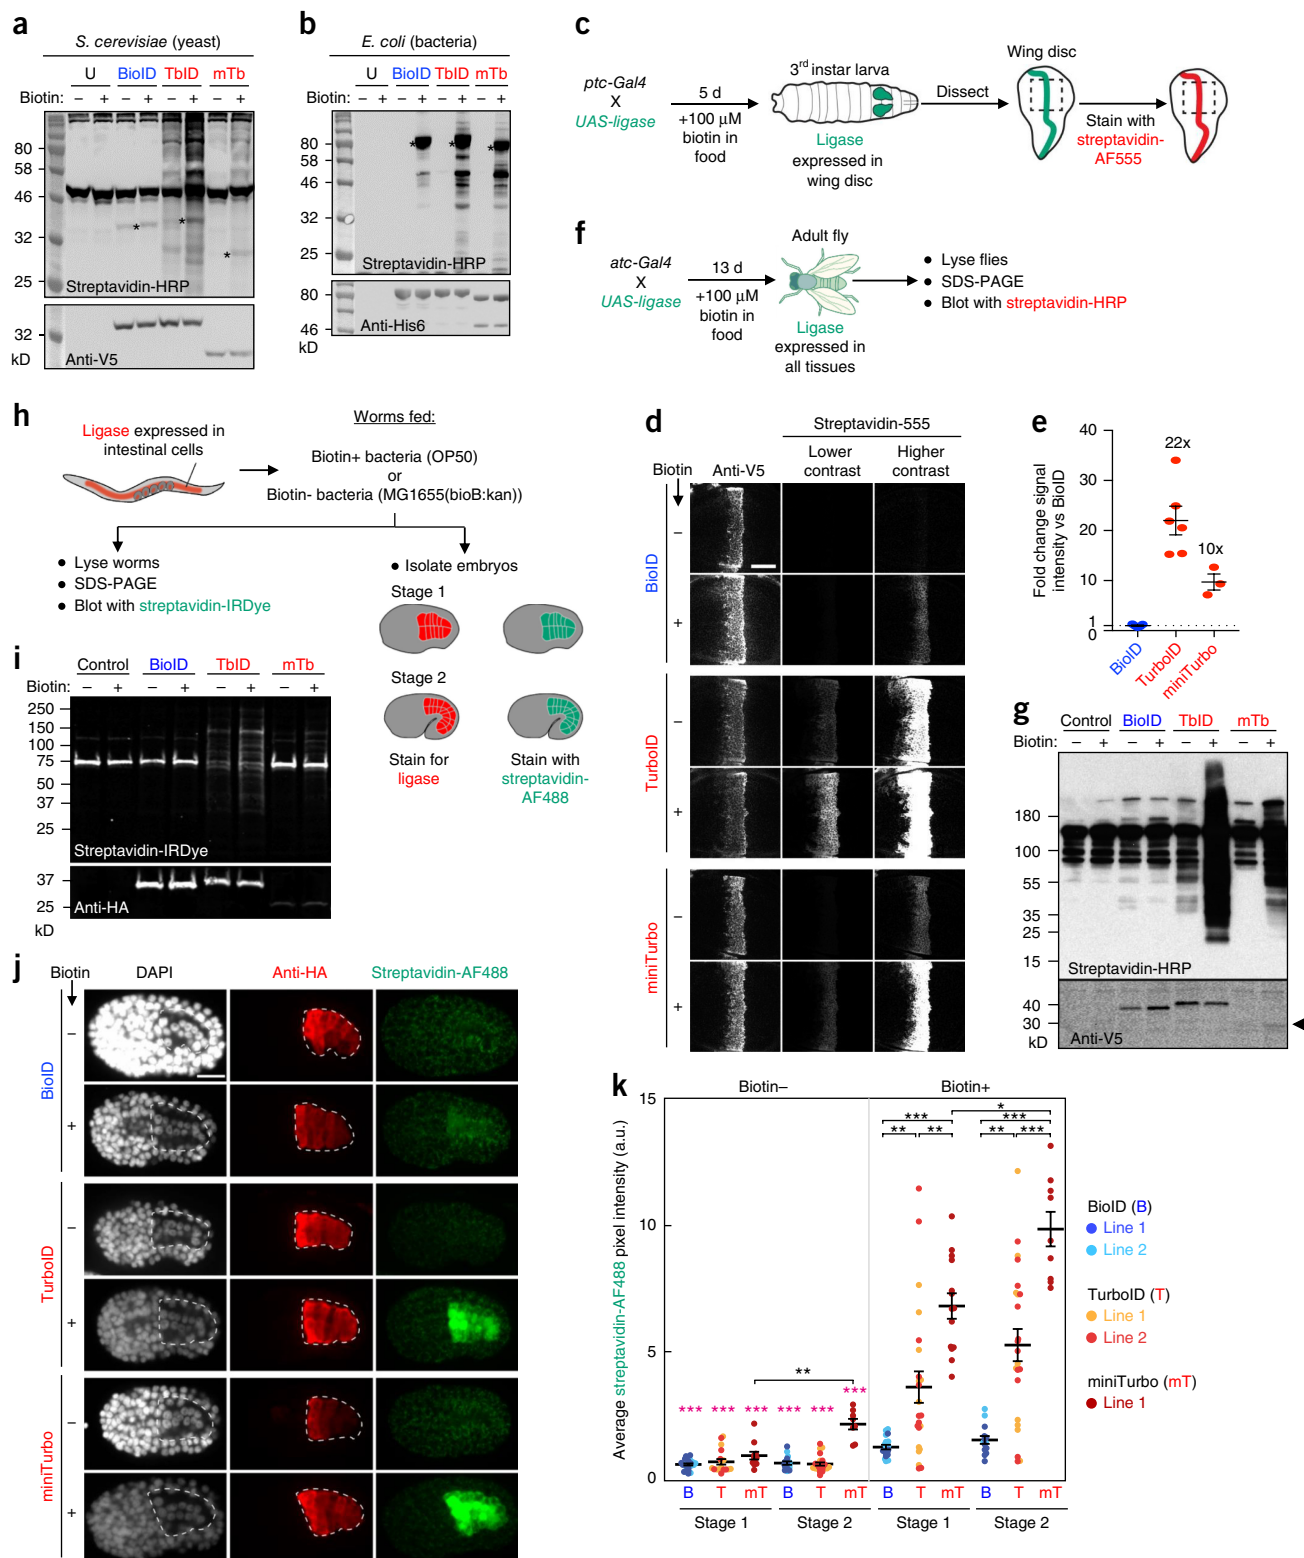 a
S. cerevisiae (yeast)
U BioID TbID mTb
Biotin: – + – + – + – +
80
58
46
32
25
Streptavidin-HRP
32
kD
Anti-V5
* * *
b
E. coli (bacteria)
U BioID TbID mTb
Biotin: – + – + – + – +
80
58
46
32
25
Streptavidin-HRP
80
46
Anti-His6
* * *
c
ptc-Gal4
X
UAS-ligase
5 d
+100 μM
biotin in
food
3rd instar larva
Ligase
expressed in
wing disc
Dissect
Wing disc
Stain with
streptavidin-
AF555
f
atc-Gal4
X
UAS-ligase
13 d
+100 μM
biotin in
food
Adult fly
Ligase
expressed in
all tissues
● Lyse flies
● SDS-PAGE
● Blot with streptavidin-HRP
h
Ligase expressed in
intestinal cells
Worms fed:
Biotin+ bacteria (OP50)
or
Biotin- bacteria (MG1655(bioB:kan))
● Lyse worms
● SDS-PAGE
● Blot with streptavidin-IRDye
● Isolate embryos
Stage 1
Stage 2
Stain for
ligase
Stain with
streptavidin-
AF488
d
Streptavidin-555
Biotin
Anti-V5
Lower
contrast
Higher
contrast
BioID
–
+
TurboID
–
+
miniTurbo
–
+
e
Fold change signal
intensity vs BioID
40
30
20
10
1
0
22x
10x
BioID
TurboID
miniTurbo
g
Control BioID TbID mTb
Biotin: – + – + – + – +
180
100
55
35
25
15
Streptavidin-HRP
40
30
kD
Anti-V5
i
Control BioID TbID mTb
Biotin: – + – + – + – +
250
150
100
75
50
37
25
Streptavidin-IRDye
37
25
kD
Anti-HA
j
Biotin
DAPI
Anti-HA
Streptavidin-AF488
BioID
–
+
TurboID
–
+
miniTurbo
–
+
k
Biotin–
Biotin+
Average streptavidin-AF488 pixel intensity (a.u.)
15
10
5
0
*** *** *** *** *** ***
**
***
** **
*
***
** ***
B T mT B T mT B T mT B T mT
Stage 1 Stage 2 Stage 1 Stage 2
BioID (B)
Line 1
Line 2
TurboID (T)
Line 1
Line 2
miniTurbo (mT)
Line 1